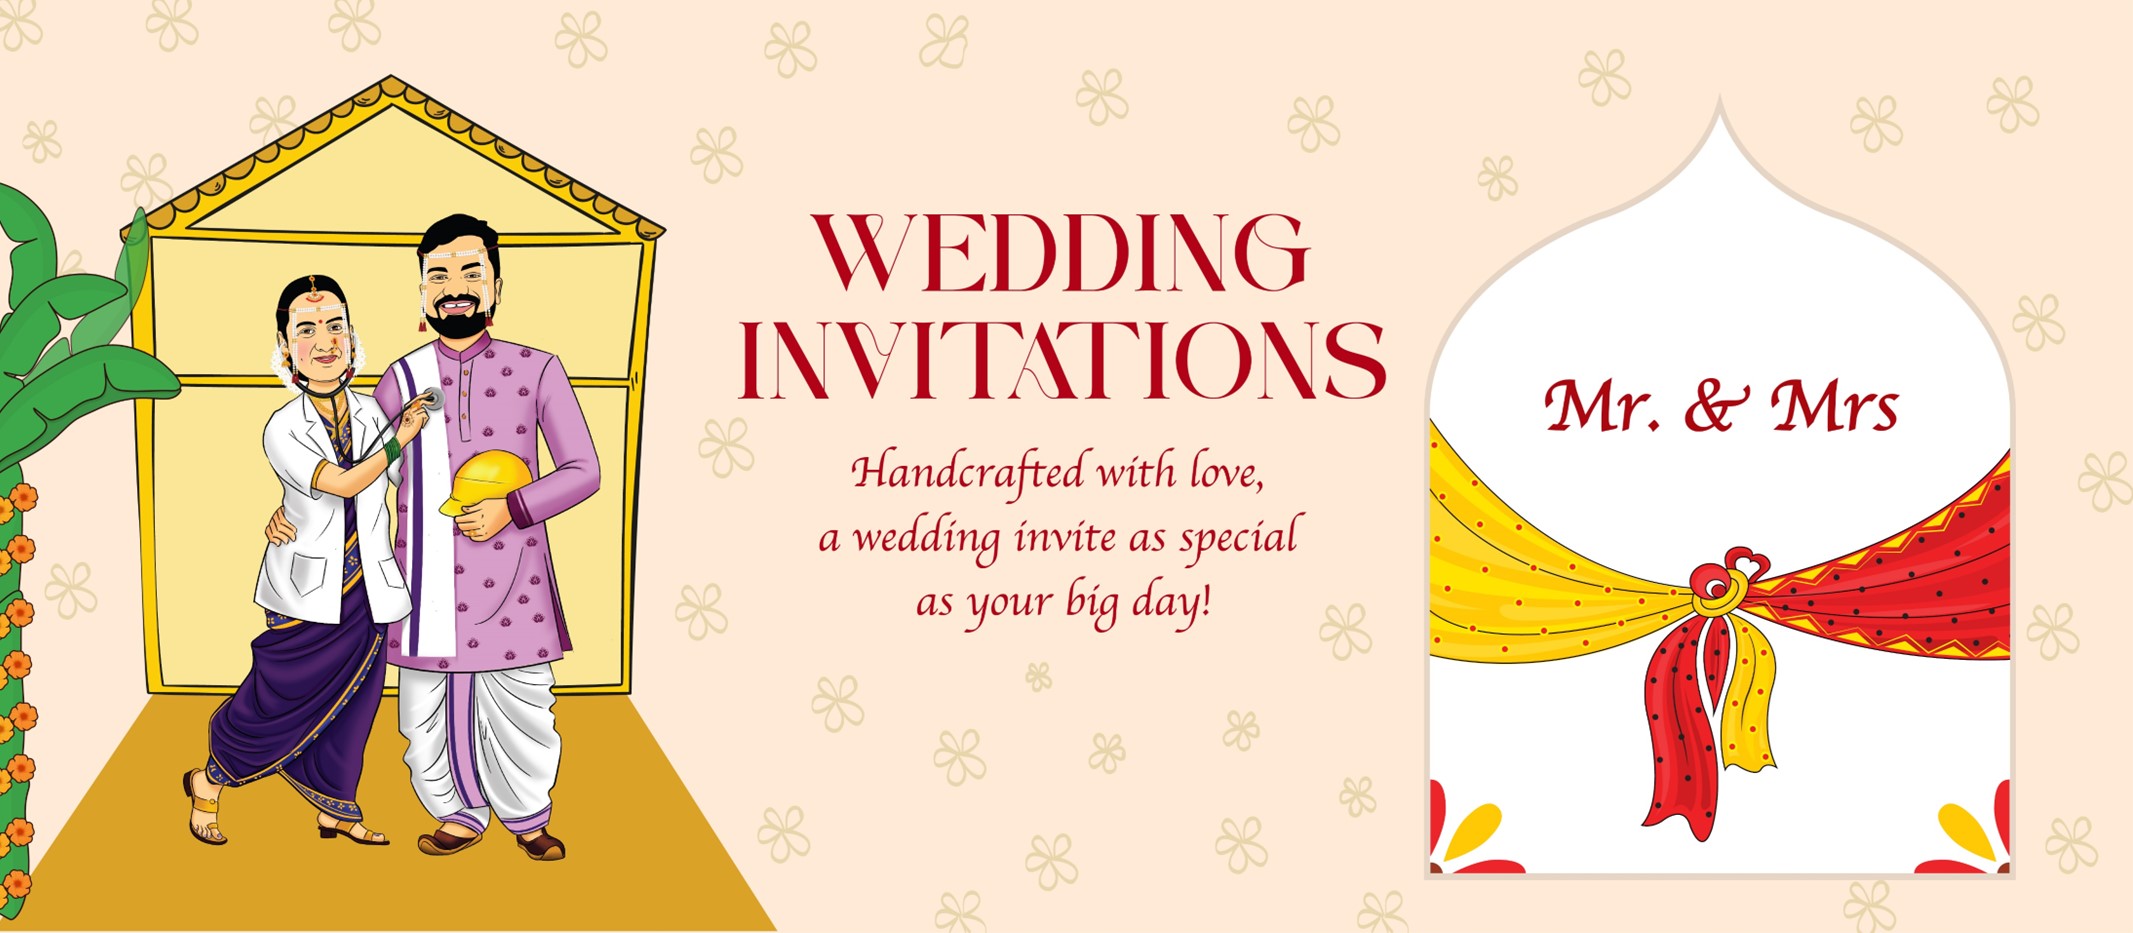 WEDDING
INVITATIONS
Handcrafted with love,
a wedding invite as special
as your big day!
Mr. & Mrs